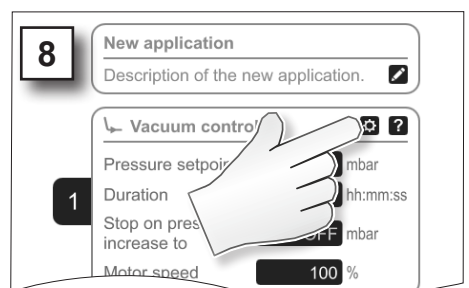 8
New application
Description of the new application.
Vacuum control
?
Pressure setpoint mbar
1
Duration hh:mm:ss
Stop on pres
increase to OFF mbar
Motor speed 100 %